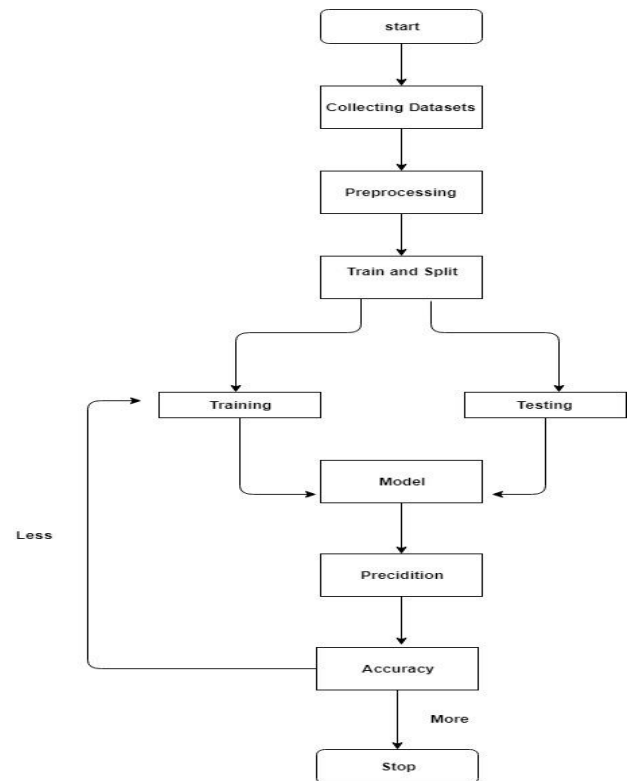 start
Collecting Datasets
Preprocessing
Train and Split
Training
Testing
Model
Less
Precidition
Accuracy
More
Stop